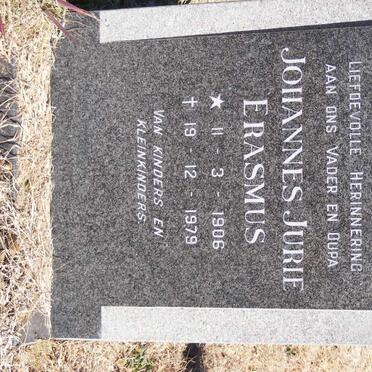 LIEFDEVOLLE HERINNERING
AAN ONS VADER EN OUPA
JOHANNES JURIE
ERASMUS
★ 11 - 3 - 1906
✝ 19 - 12 - 1979
VAN KINDERS EN
KLEINKINDERS